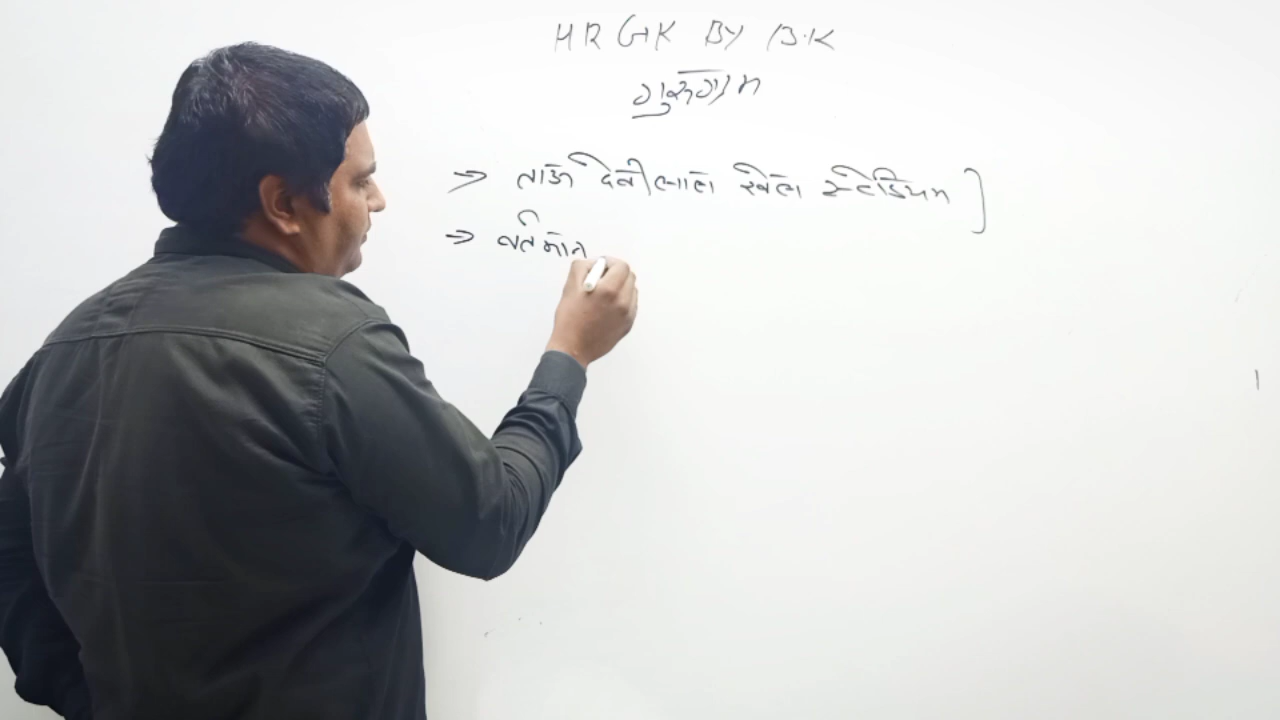 HR GK BY B.K
गुरुग्राम
→ ताऊ देवीलाल खेल स्टेडियम ]
→ वर्तमान